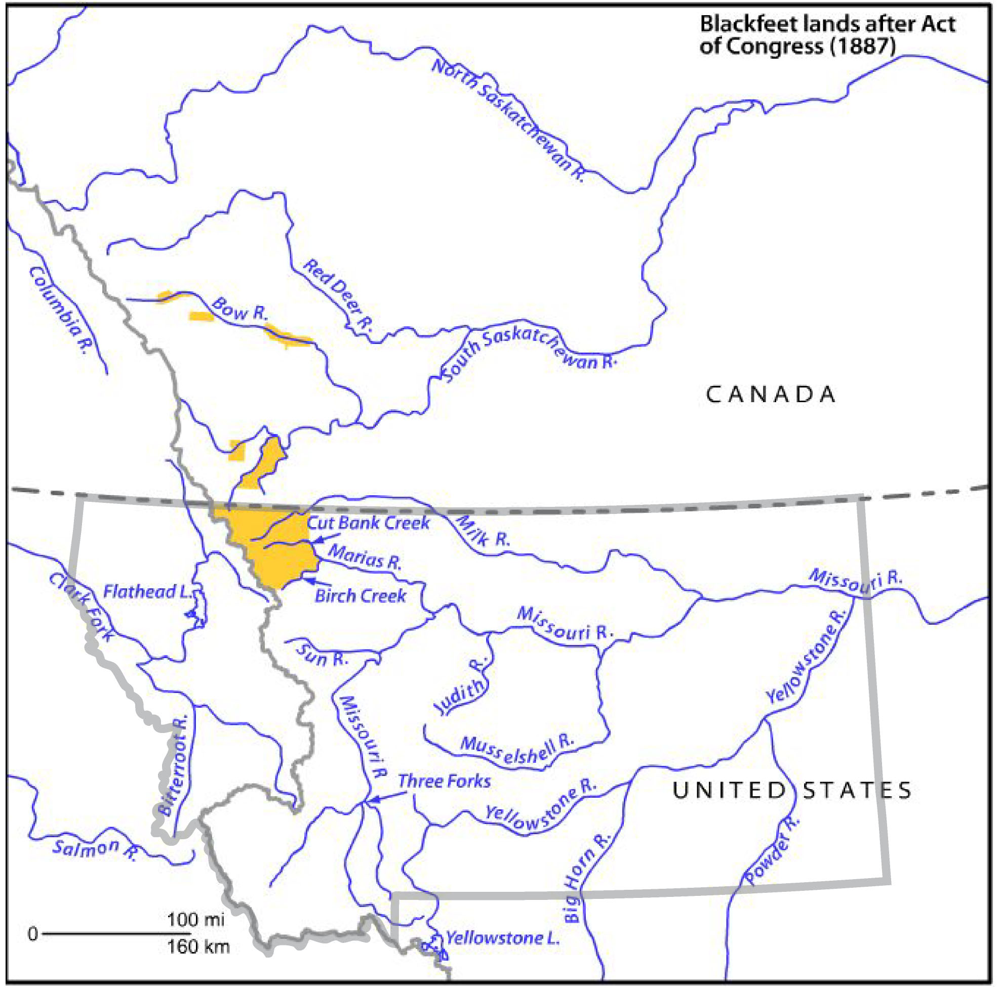 Blackfeet lands after Act
of Congress (1887)
North Saskatchewan R.
Red Deer R.
Columbia R.
Bow R.
South Saskatchewan R.
CANADA
Cut Bank Creek
Milk R.
Marias R.
Clark Fork
Flathead L.
Birch Creek
Missouri R.
Missouri R.
Yellowstone R.
Sun R.
Judith R.
Missouri R
Musselshell R.
Bitterroot R.
Three Forks
Yellowstone R.
UNITED STATES
Salmon R.
Big Horn R.
Powder R.
100 mi
0
160 km
Yellowstone L.